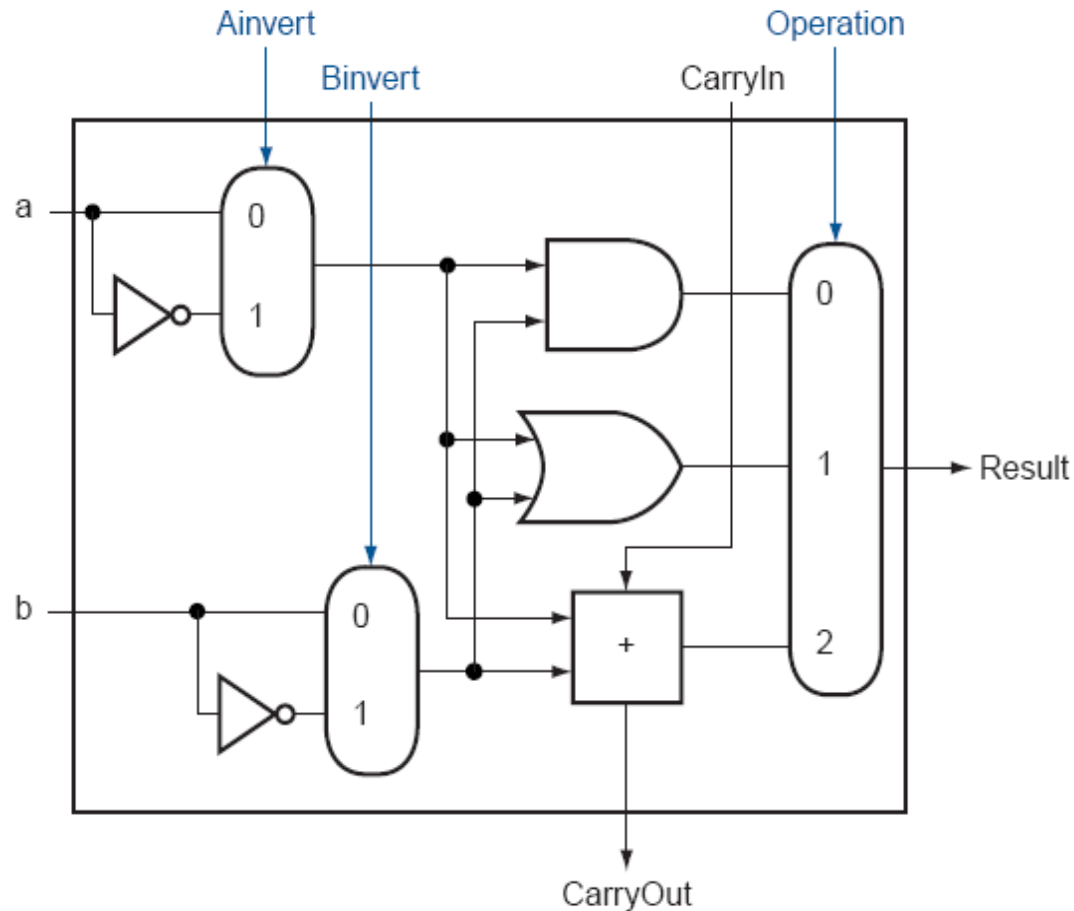 Ainvert
Operation
Binvert
CarryIn
a
0
1
0
1
Result
b
0
1
+
2
CarryOut